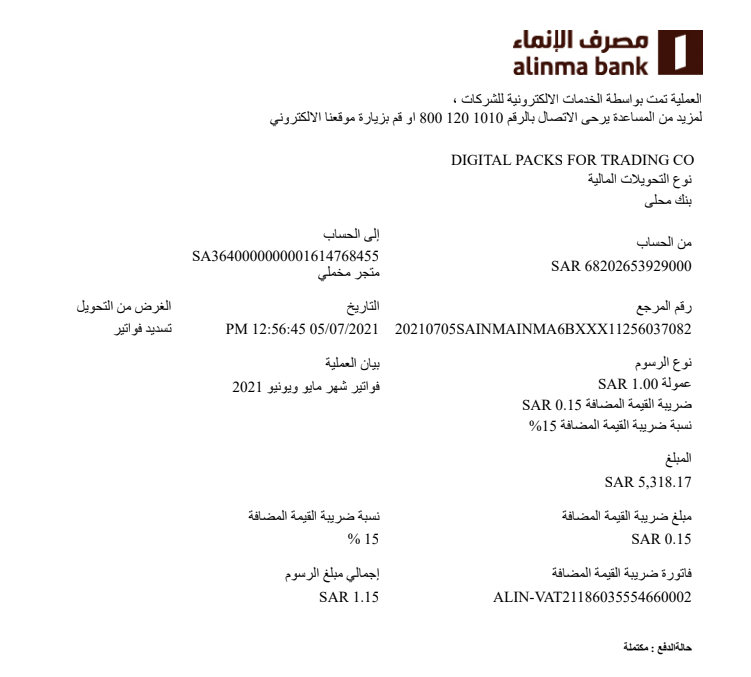 مصرف الإنماء
alinma bank
العملية تمت بواسطة الخدمات الالكترونية للشركات ،
لمزيد من المساعدة يرجى الاتصال بالرقم 1010 120 800 او قم بزيارة موقعنا الالكتروني
DIGITAL PACKS FOR TRADING CO
نوع التحويلات المالية
بنك محلى
من الحساب
SAR 68202653929000
إلى الحساب
SA3640000000001614768455
متجر مخملي
رقم المرجع
20210705SAINMAINMA6BXXX11256037082
التاريخ
PM 12:56:45 05/07/2021
الغرض من التحويل
تسديد فواتير
نوع الرسوم
عمولة SAR 1.00
ضريبة القيمة المضافة SAR 0.15
نسبة ضريبة القيمة المضافة 15%
بيان العملية
فواتير شهر مايو ويونيو 2021
المبلغ
SAR 5,318.17
مبلغ ضريبة القيمة المضافة
SAR 0.15
نسبة ضريبة القيمة المضافة
15 %
فاتورة ضريبة القيمة المضافة
ALIN-VAT21186035554660002
إجمالي مبلغ الرسوم
SAR 1.15
حالةالدفع : مكتملة